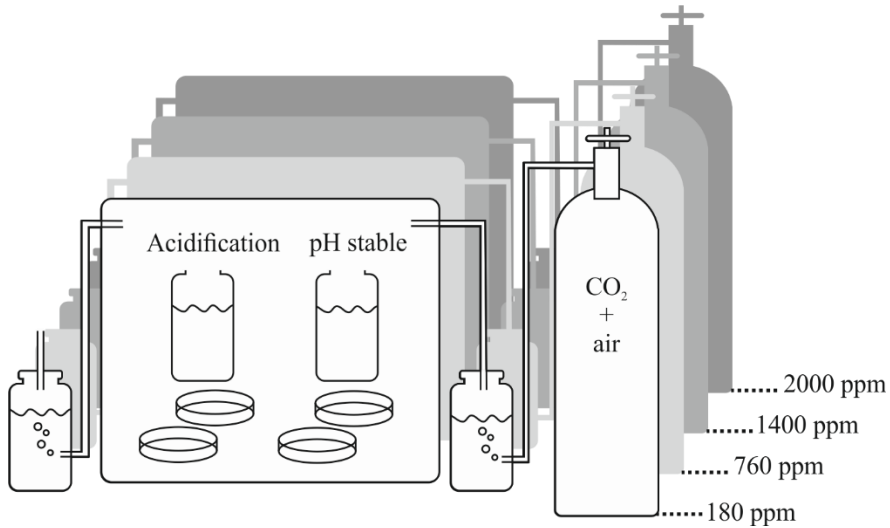 Acidification
pH stable
CO₂
+
air
2000 ppm
1400 ppm
760 ppm
180 ppm